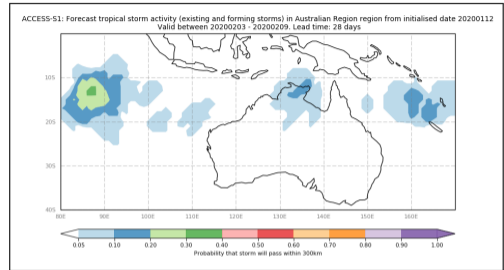 ACCESS-S1: Forecast tropical storm activity (existing and forming storms) in Australian Region region from initialised date 20200112
Valid between 20200203 - 20200209. Lead time: 28 days
10S
20S
30S
40S
80E 90E 100E 110E 120E 130E 140E 150E 160E
0.05 0.10 0.20 0.30 0.40 0.50 0.60 0.70 0.80 0.90 1.00
Probability that storm will pass within 300km